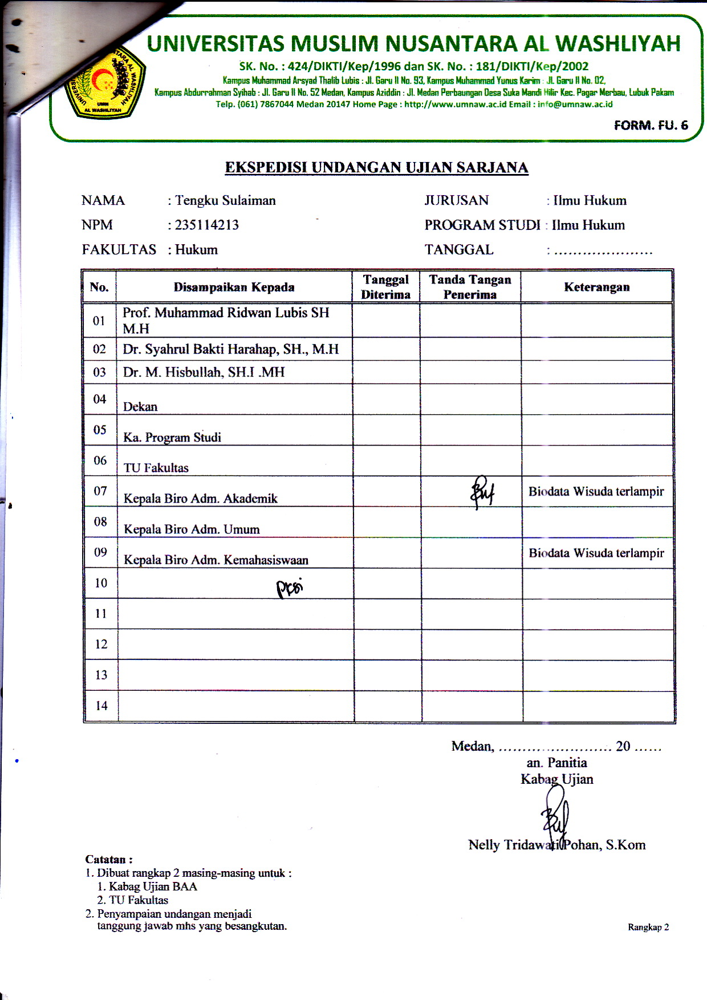 UNIVERSITAS MUSLIM NUSANTARA AL WASHLIYAH
SK. No. : 424/DIKTI/Kep/1996 dan SK. No. : 181/DIKTI/Kep/2002
Kampus Muhammad Arsyad Thalib Lubis : Jl. Garu II No. 93, Kampus Muhammad Yunus Karim : Jl. Garu II No. 02,
Kampus Abdurrahman Syihab : Jl. Garu II No. 52 Medan, Kampus Aziddin : Jl. Medan Perbaungan Desa Suka Mandi Hilir Kec. Pagar Merbau, Lubuk Pakam
Telp. (061) 7867044 Medan 20147 Home Page : http://www.umnaw.ac.id Email : info@umnaw.ac.id
UMN
AL WASHLIYAH
FORM. FU. 6
EKSPEDISI UNDANGAN UJIAN SARJANA
NAMA : Tengku Sulaiman JURUSAN : Ilmu Hukum
NPM : 235114213 PROGRAM STUDI : Ilmu Hukum
FAKULTAS : Hukum TANGGAL : .....................
No. Disampaikan Kepada Tanggal Diterima Tanda Tangan Penerima Keterangan
01 Prof. Muhammad Ridwan Lubis SH
M.H
02 Dr. Syahrul Bakti Harahap, SH., M.H
03 Dr. M. Hisbullah, SH.I .MH
04 Dekan
05 Ka. Program Studi
06 TU Fakultas
07 Kepala Biro Adm. Akademik Biodata Wisuda terlampir
08 Kepala Biro Adm. Umum
09 Kepala Biro Adm. Kemahasiswaan Biodata Wisuda terlampir
10
11
12
13
14
Medan, ........................ 20 ......
an. Panitia
Kabag Ujian
Nelly Tridawati Pohan, S.Kom
Catatan :
1. Dibuat rangkap 2 masing-masing untuk :
1. Kabag Ujian BAA
2. TU Fakultas
2. Penyampaian undangan menjadi
tanggung jawab mhs yang besangkutan.
Rangkap 2